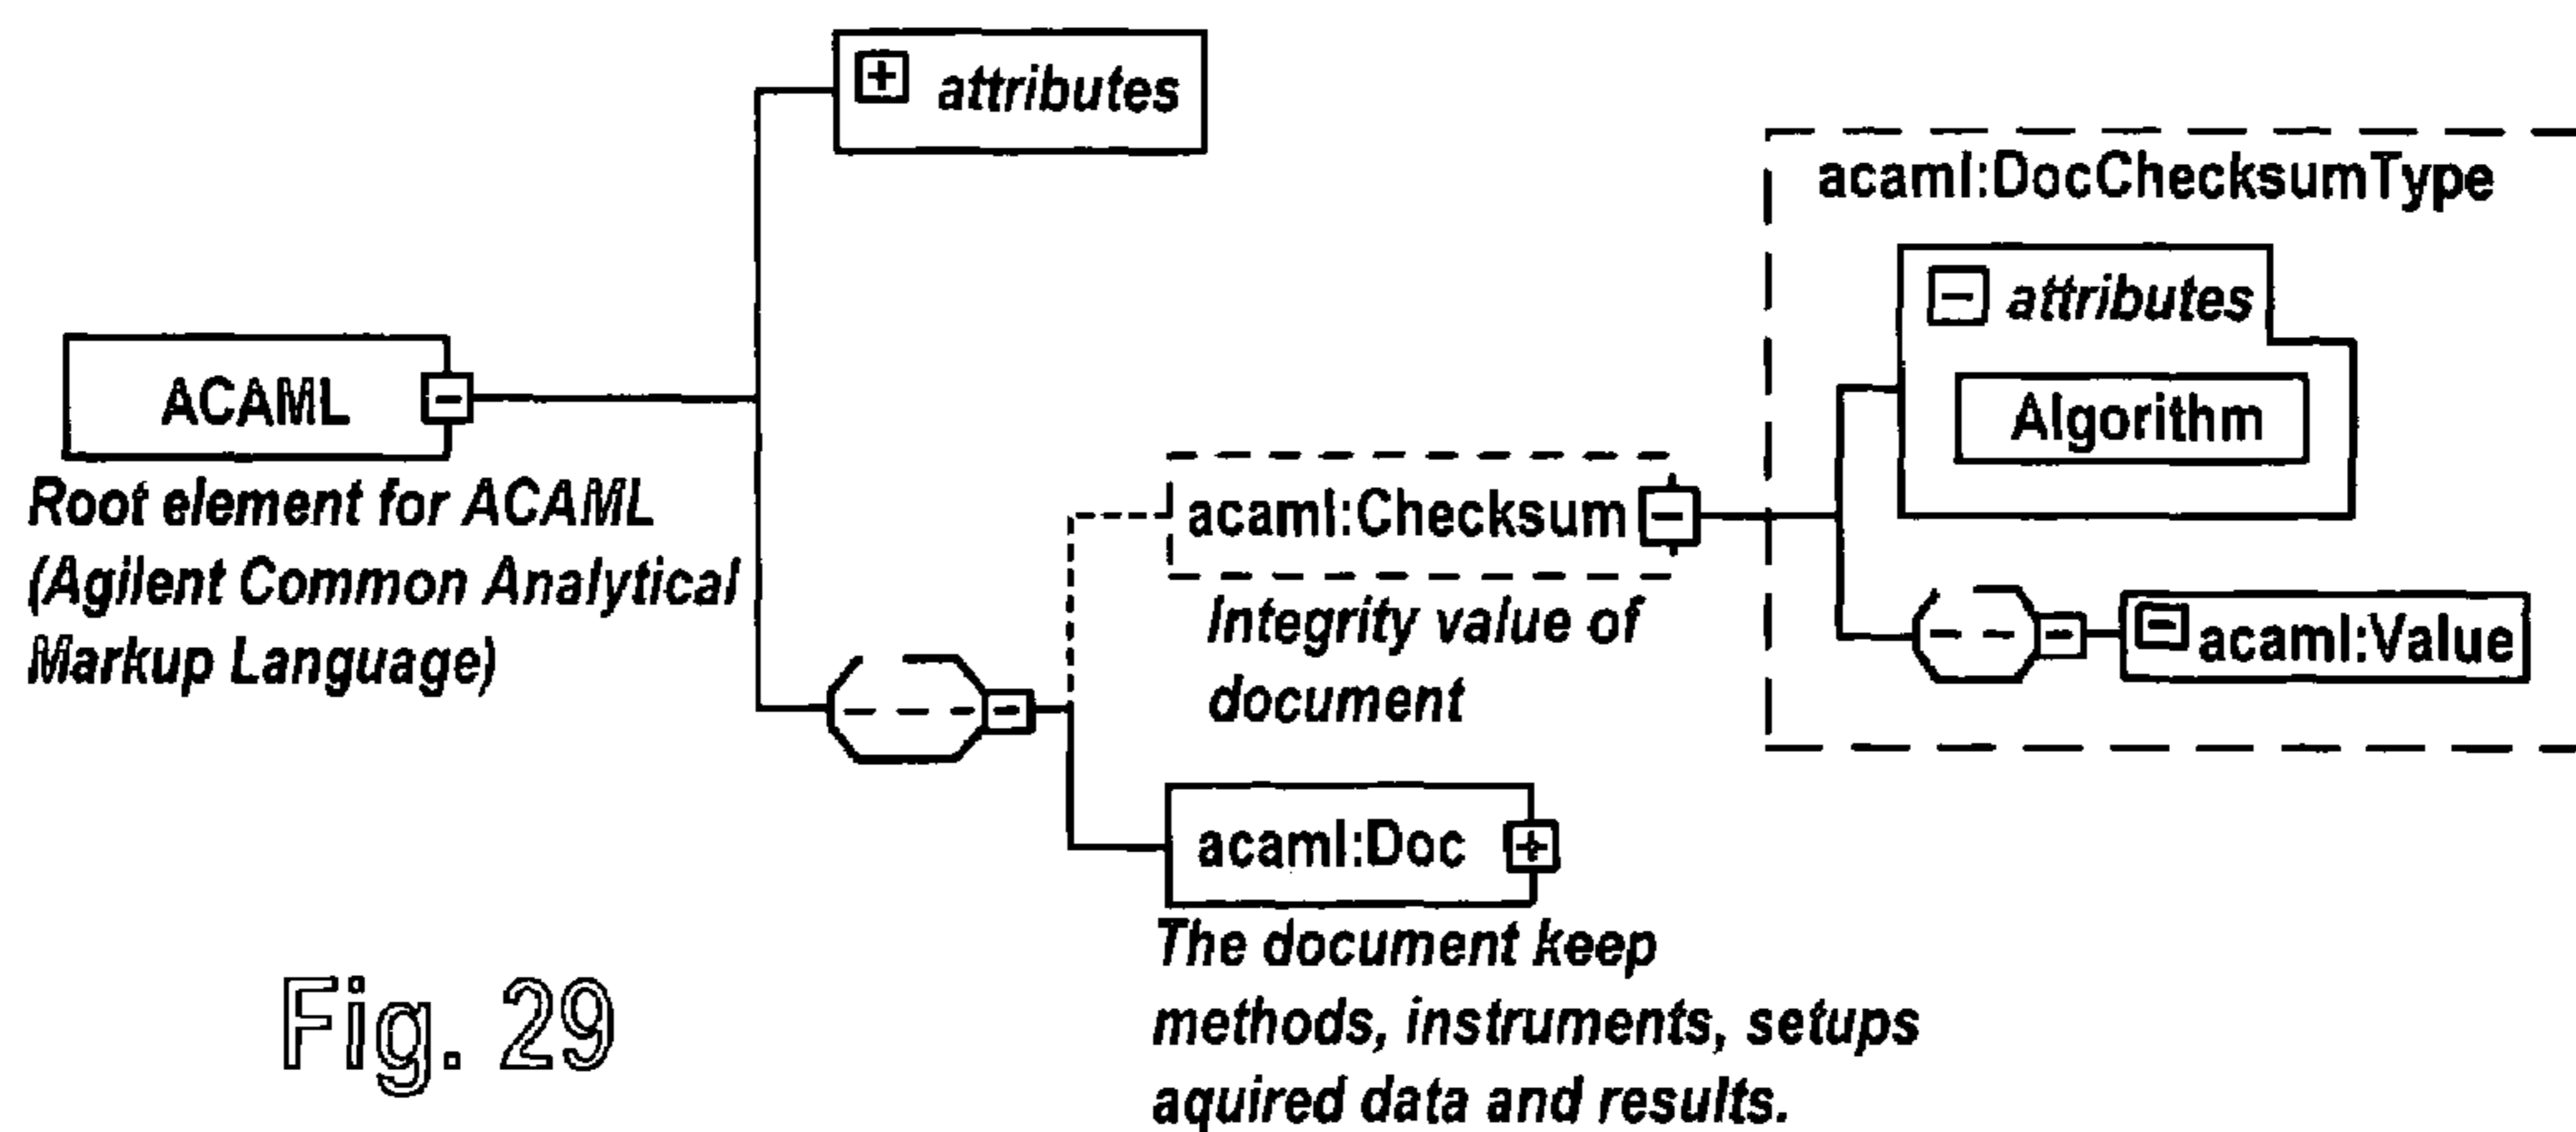 attributes
acaml:DocChecksumType
attributes
Algorithm
ACAML
Root element for ACAML
(Agilent Common Analytical
Markup Language)
acaml:Checksum
Integrity value of
document
acaml:Value
acaml:Doc
The document keep
methods, instruments, setups
aquired data and results.
Fig. 29